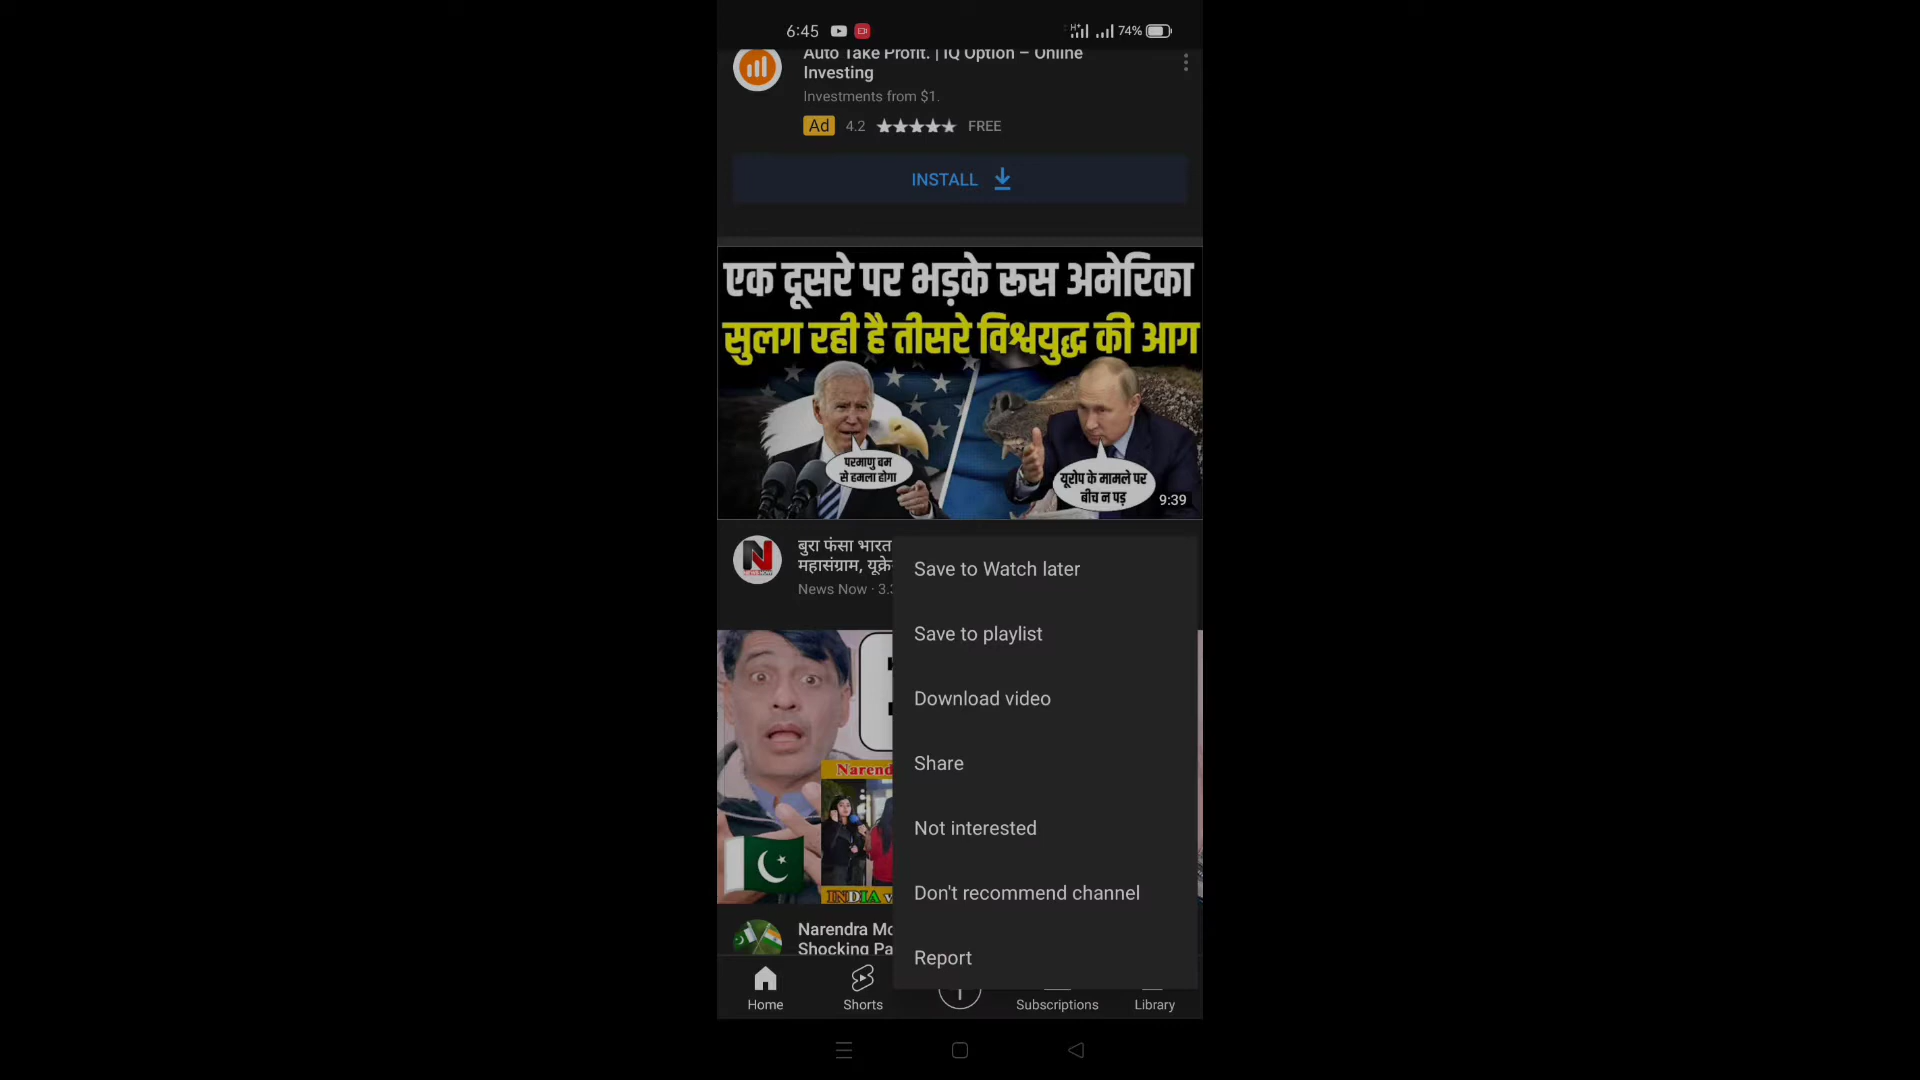 6:45
H+
74%
Auto Take Profit. | IQ Option – Online
Investing
Investments from $1.
Ad 4.2 FREE
INSTALL
एक दूसरे पर भड़के रूस अमेरिका
सुलग रही है तीसरे विश्वयुद्ध की आग
परमाणु बम
से हमला होगा
यूरोप के मामले पर
बीच न पड़
9:39
N
बुरा फंसा भारत
महासंग्राम, यूक्रे
News Now · 3.3
Save to Watch later
Save to playlist
Download video
Share
Not interested
Don't recommend channel
Report
Narend
INDIA v
Narendra Mo
Shocking Pa
Home
Shorts
Subscriptions
Library